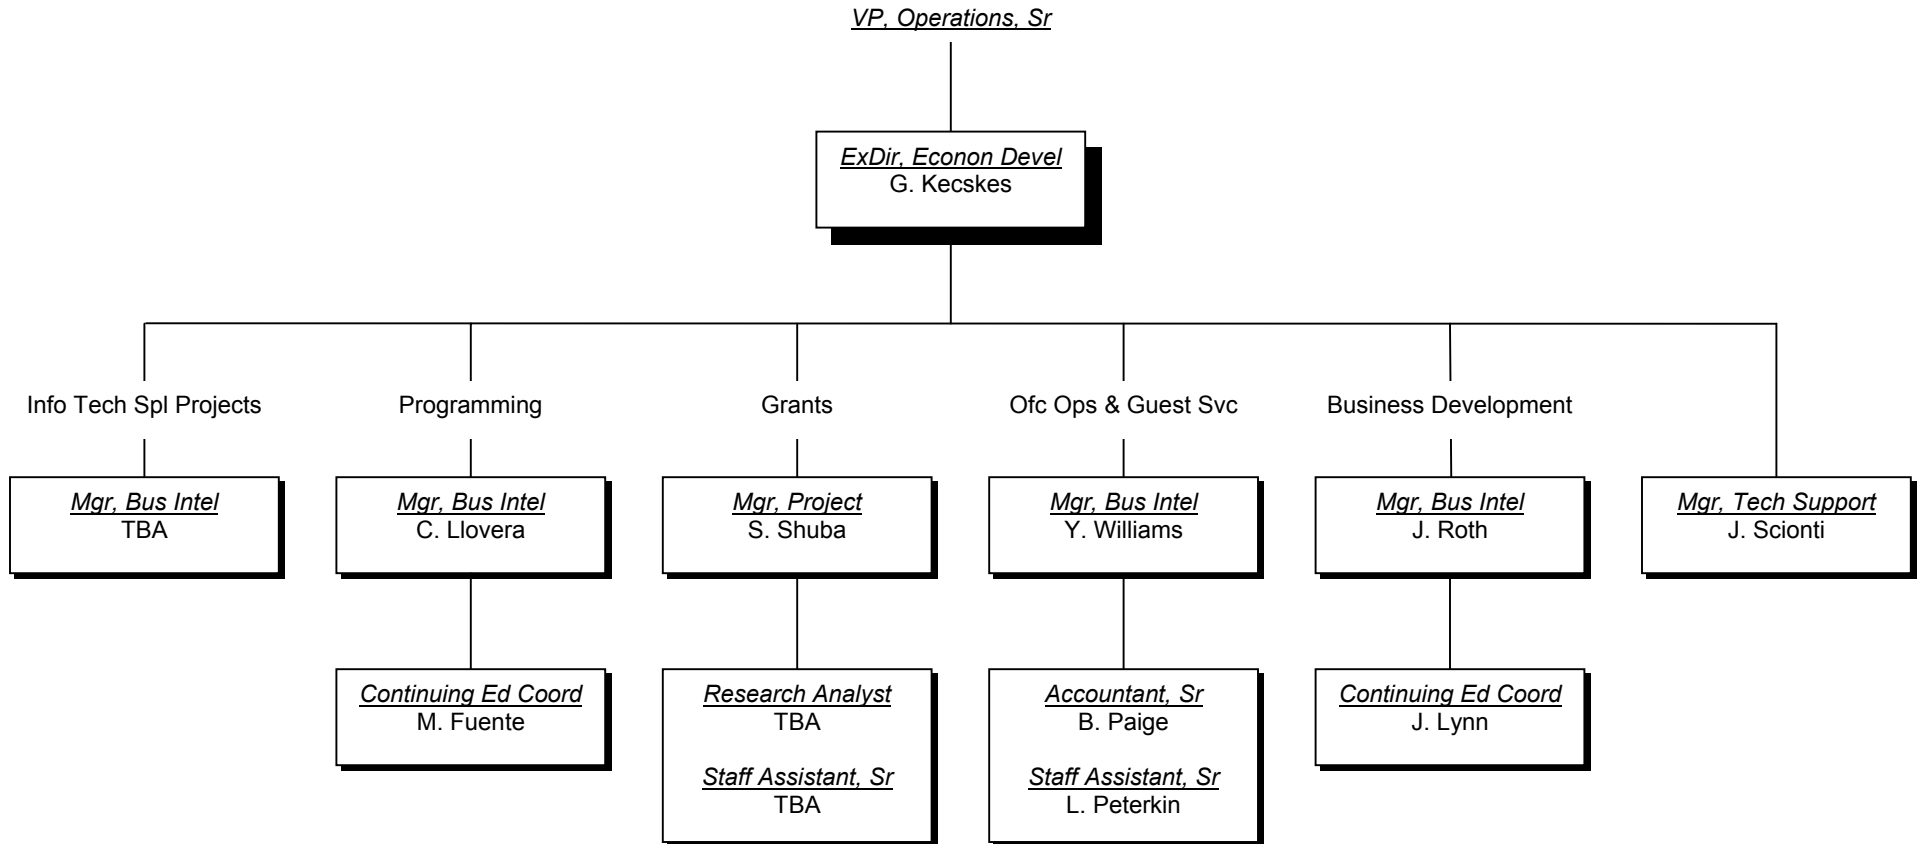 VP, Operations, Sr
ExDir, Econon Devel
G. Kecskes
Info Tech Spl Projects
Programming
Grants
Ofc Ops & Guest Svc
Business Development
Mgr, Bus Intel
TBA
Mgr, Bus Intel
C. Llovera
Mgr, Project
S. Shuba
Mgr, Bus Intel
Y. Williams
Mgr, Bus Intel
J. Roth
Mgr, Tech Support
J. Scionti
Continuing Ed Coord
M. Fuente
Research Analyst
TBA
Staff Assistant, Sr
TBA
Accountant, Sr
B. Paige
Staff Assistant, Sr
L. Peterkin
Continuing Ed Coord
J. Lynn